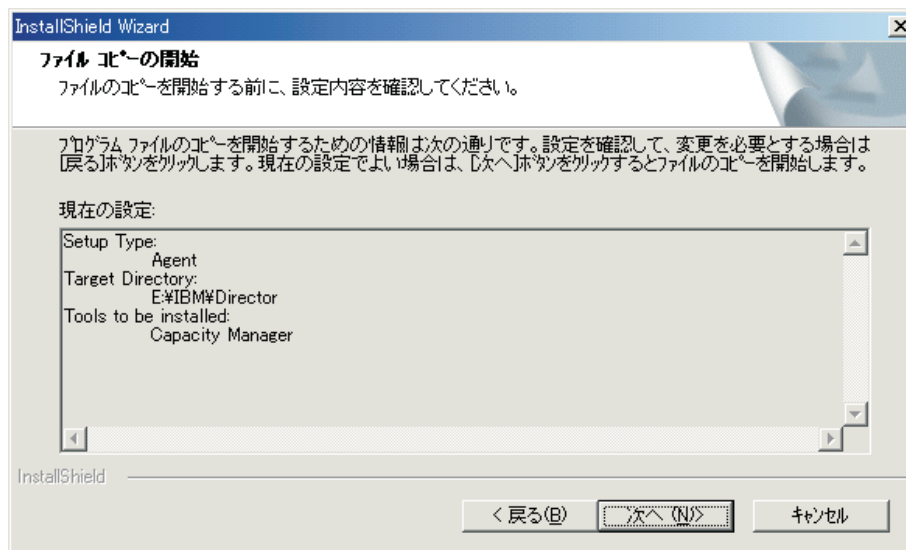 InstallShield Wizard
ファイル コピーの開始
ファイルのコピーを開始する前に、設定内容を確認してください。
プログラム ファイルのコピーを開始するための情報は次の通りです。設定を確認して、変更を必要とする場合は
[戻る]ボタンをクリックします。現在の設定でよい場合は、[次へ]ボタンをクリックするとファイルのコピーを開始します。
現在の設定:
Setup Type:
Agent
Target Directory:
E:¥IBM¥Director
Tools to be installed:
Capacity Manager
InstallShield
< 戻る(B)
次へ (N)>
キャンセル